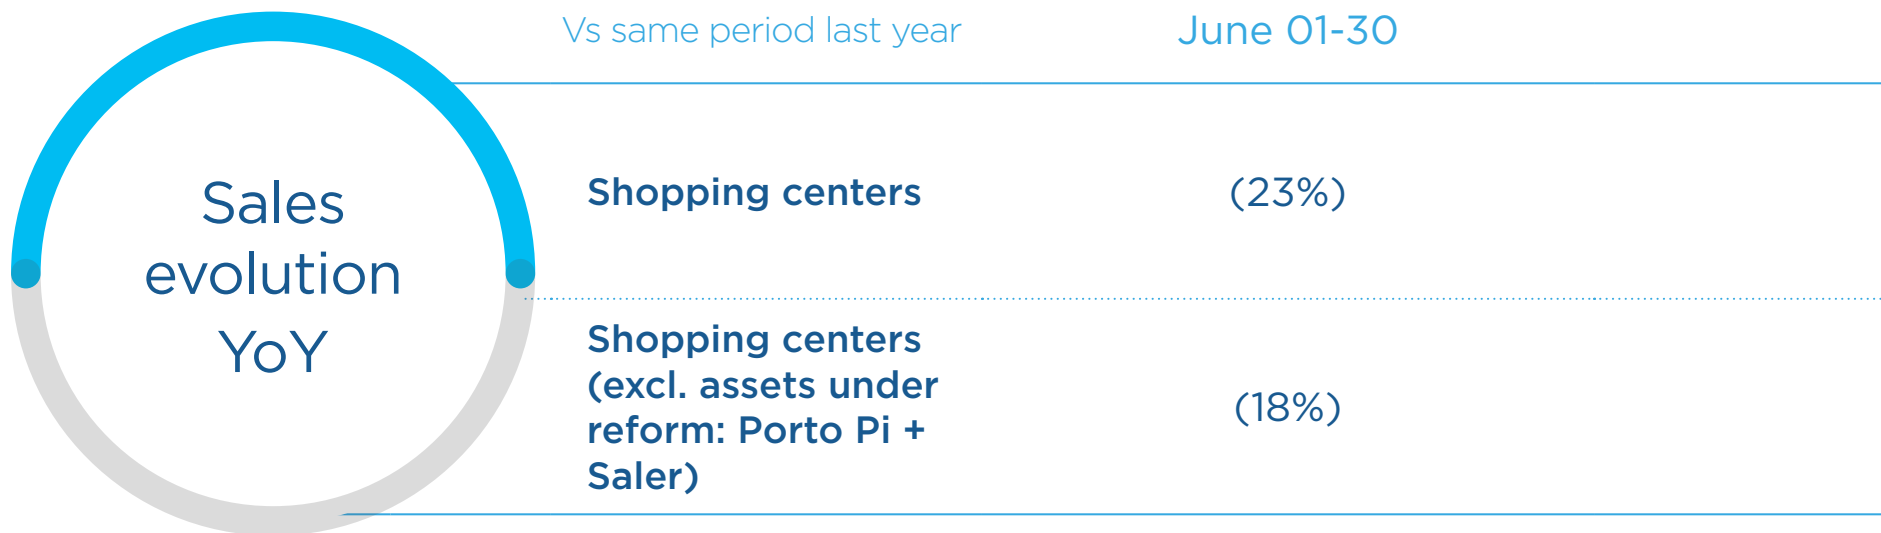 Vs same period last year
June 01-30
Sales
evolution
YoY
Shopping centers
(23%)
Shopping centers
(excl. assets under
reform: Porto Pi +
Saler)
(18%)